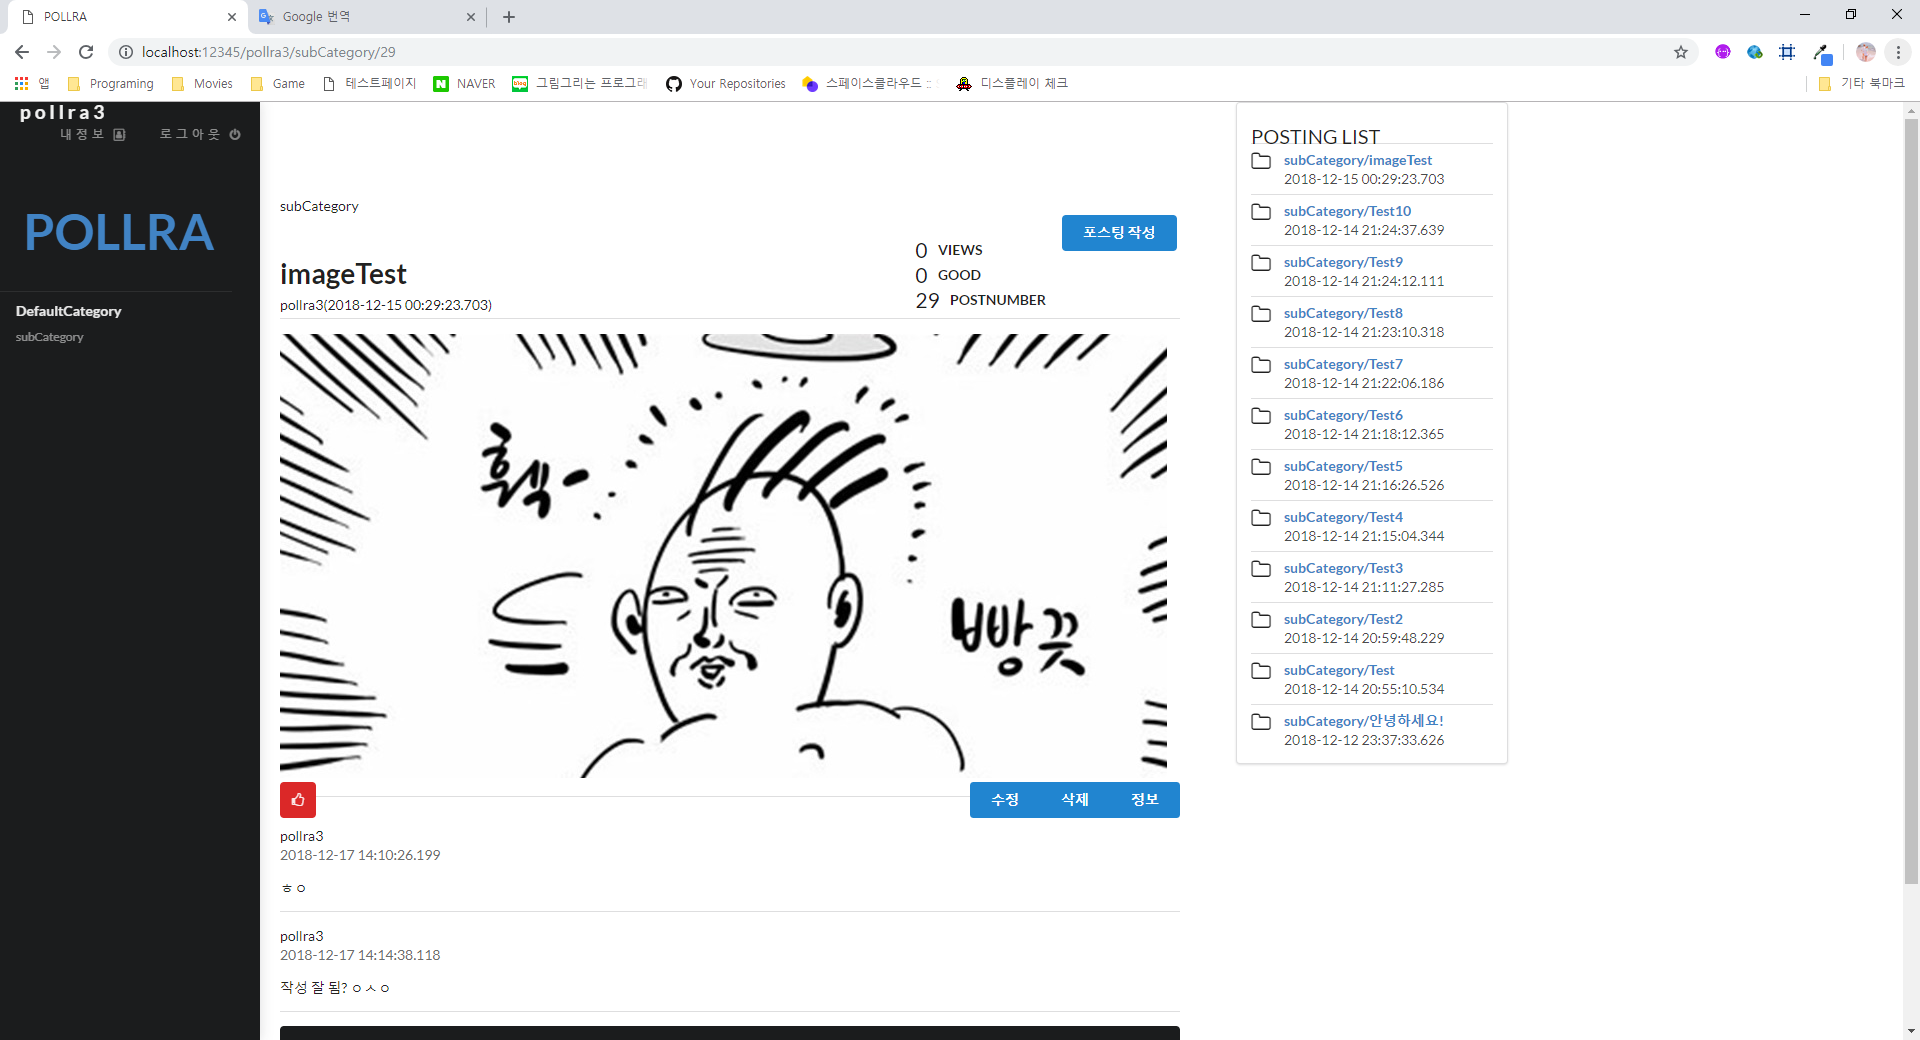 POLLRA
Google 번역
localhost:12345/pollra3/subCategory/29
앱 Programing Movies Game 테스트페이지 NAVER 그림그리는 프로그래 Your Repositories 스페이스클라우드 :: 디스플레이 체크 기타 북마크
pollra3
내정보 로그아웃
POLLRA
DefaultCategory
subCategory
subCategory
포스팅 작성
0 VIEWS
0 GOOD
29 POSTNUMBER
imageTest
pollra3(2018-12-15 00:29:23.703)
흑색-
빵끗
수정 삭제 정보
pollra3
2018-12-17 14:10:26.199
ㅎㅇ
pollra3
2018-12-17 14:14:38.118
작성 잘 됨? ㅇㅅㅇ
POSTING LIST
subCategory/imageTest
2018-12-15 00:29:23.703
subCategory/Test10
2018-12-14 21:24:37.639
subCategory/Test9
2018-12-14 21:24:12.111
subCategory/Test8
2018-12-14 21:23:10.318
subCategory/Test7
2018-12-14 21:22:06.186
subCategory/Test6
2018-12-14 21:18:12.365
subCategory/Test5
2018-12-14 21:16:26.526
subCategory/Test4
2018-12-14 21:15:04.344
subCategory/Test3
2018-12-14 21:11:27.285
subCategory/Test2
2018-12-14 20:59:48.229
subCategory/Test
2018-12-14 20:55:10.534
subCategory/안녕하세요!
2018-12-12 23:37:33.626